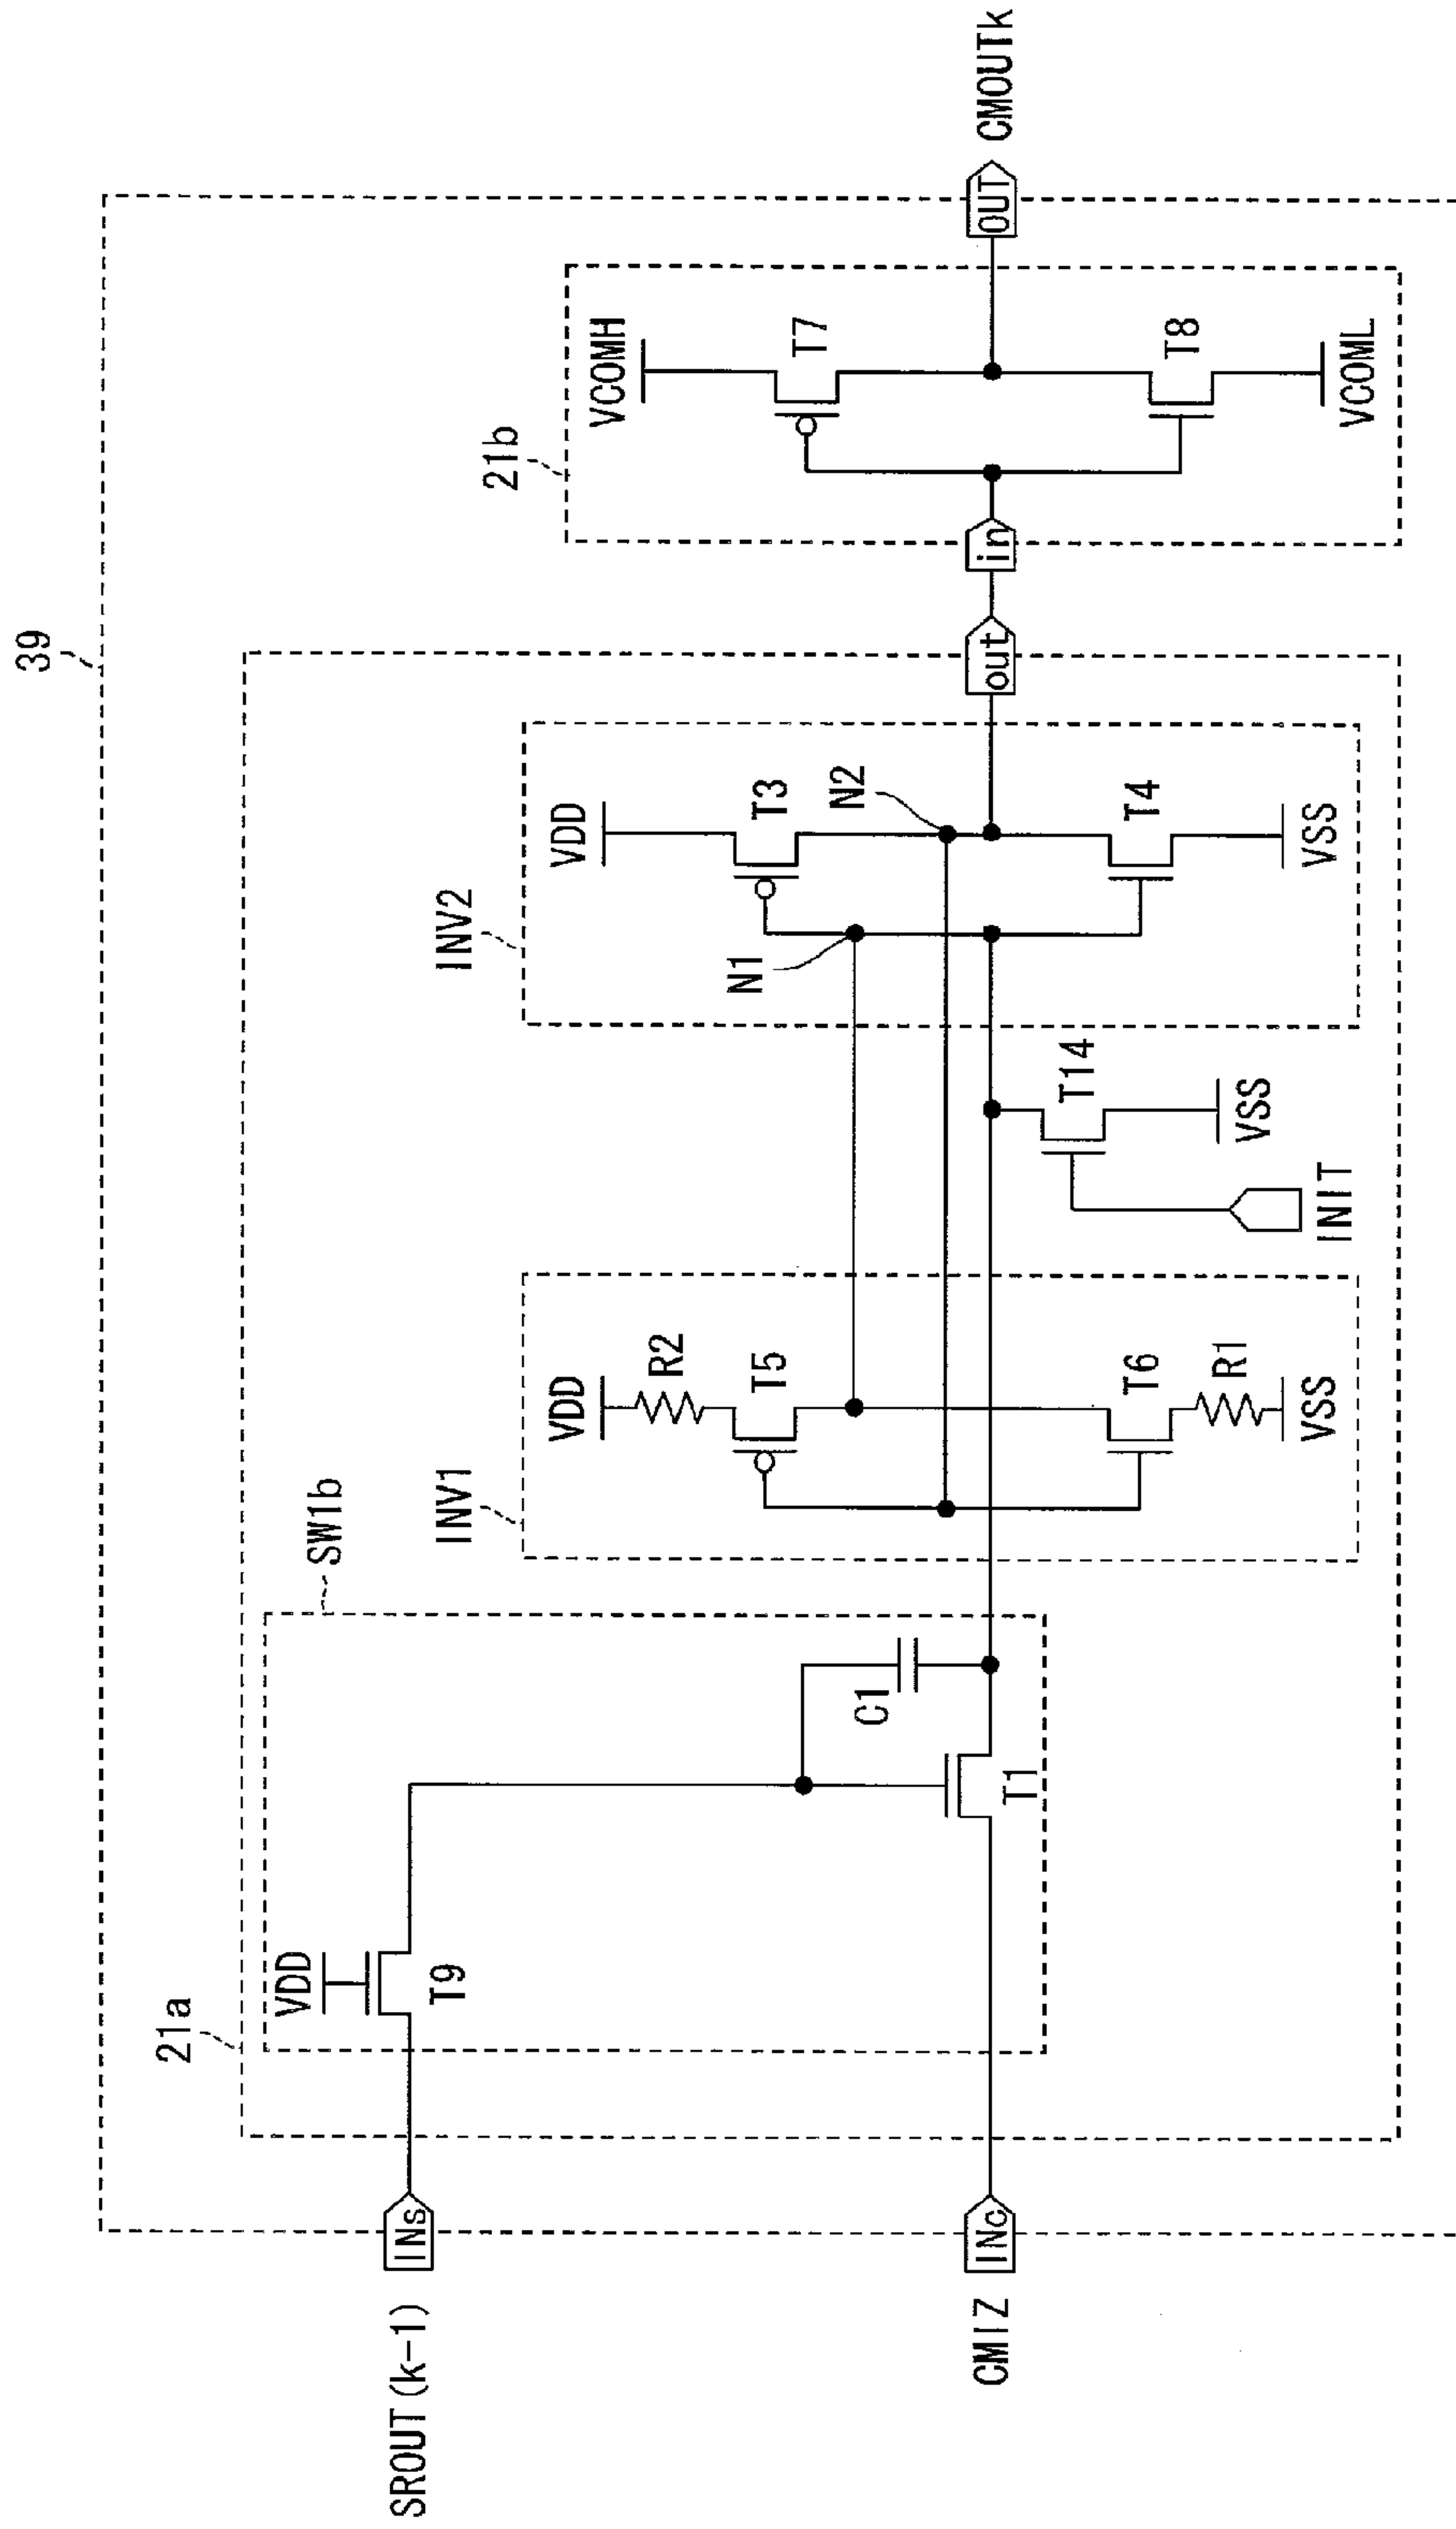 39
21a
SW1b
INV1
INV2
21b
VDD
T9
VDD
R2
T5
T6
R1
VSS
C1
T1
N1
N2
VDD
T3
T4
VSS
T14
VSS
INIT
VCOMH
T7
T8
VCOML
SROUT(k-1)
INs
CMIZ
INc
out
in
OUT
CMOUTk